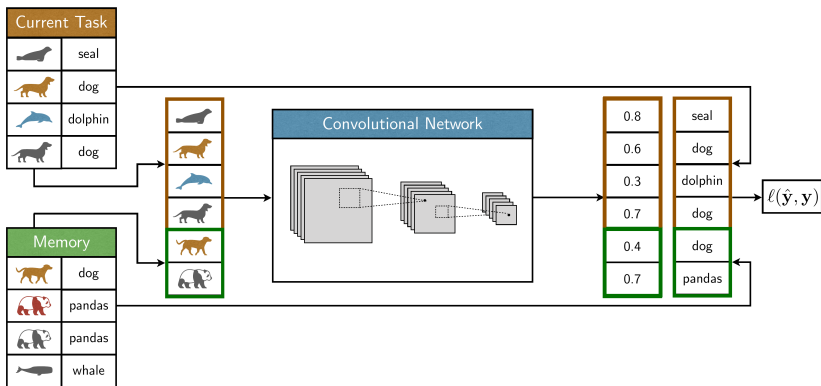 Current Task
seal
dog
dolphin
dog
Memory
dog
pandas
pandas
whale
Convolutional Network
0.8
0.6
0.3
0.7
0.4
0.7
seal
dog
dolphin
dog
dog
pandas
ℓ(ŷ, y)